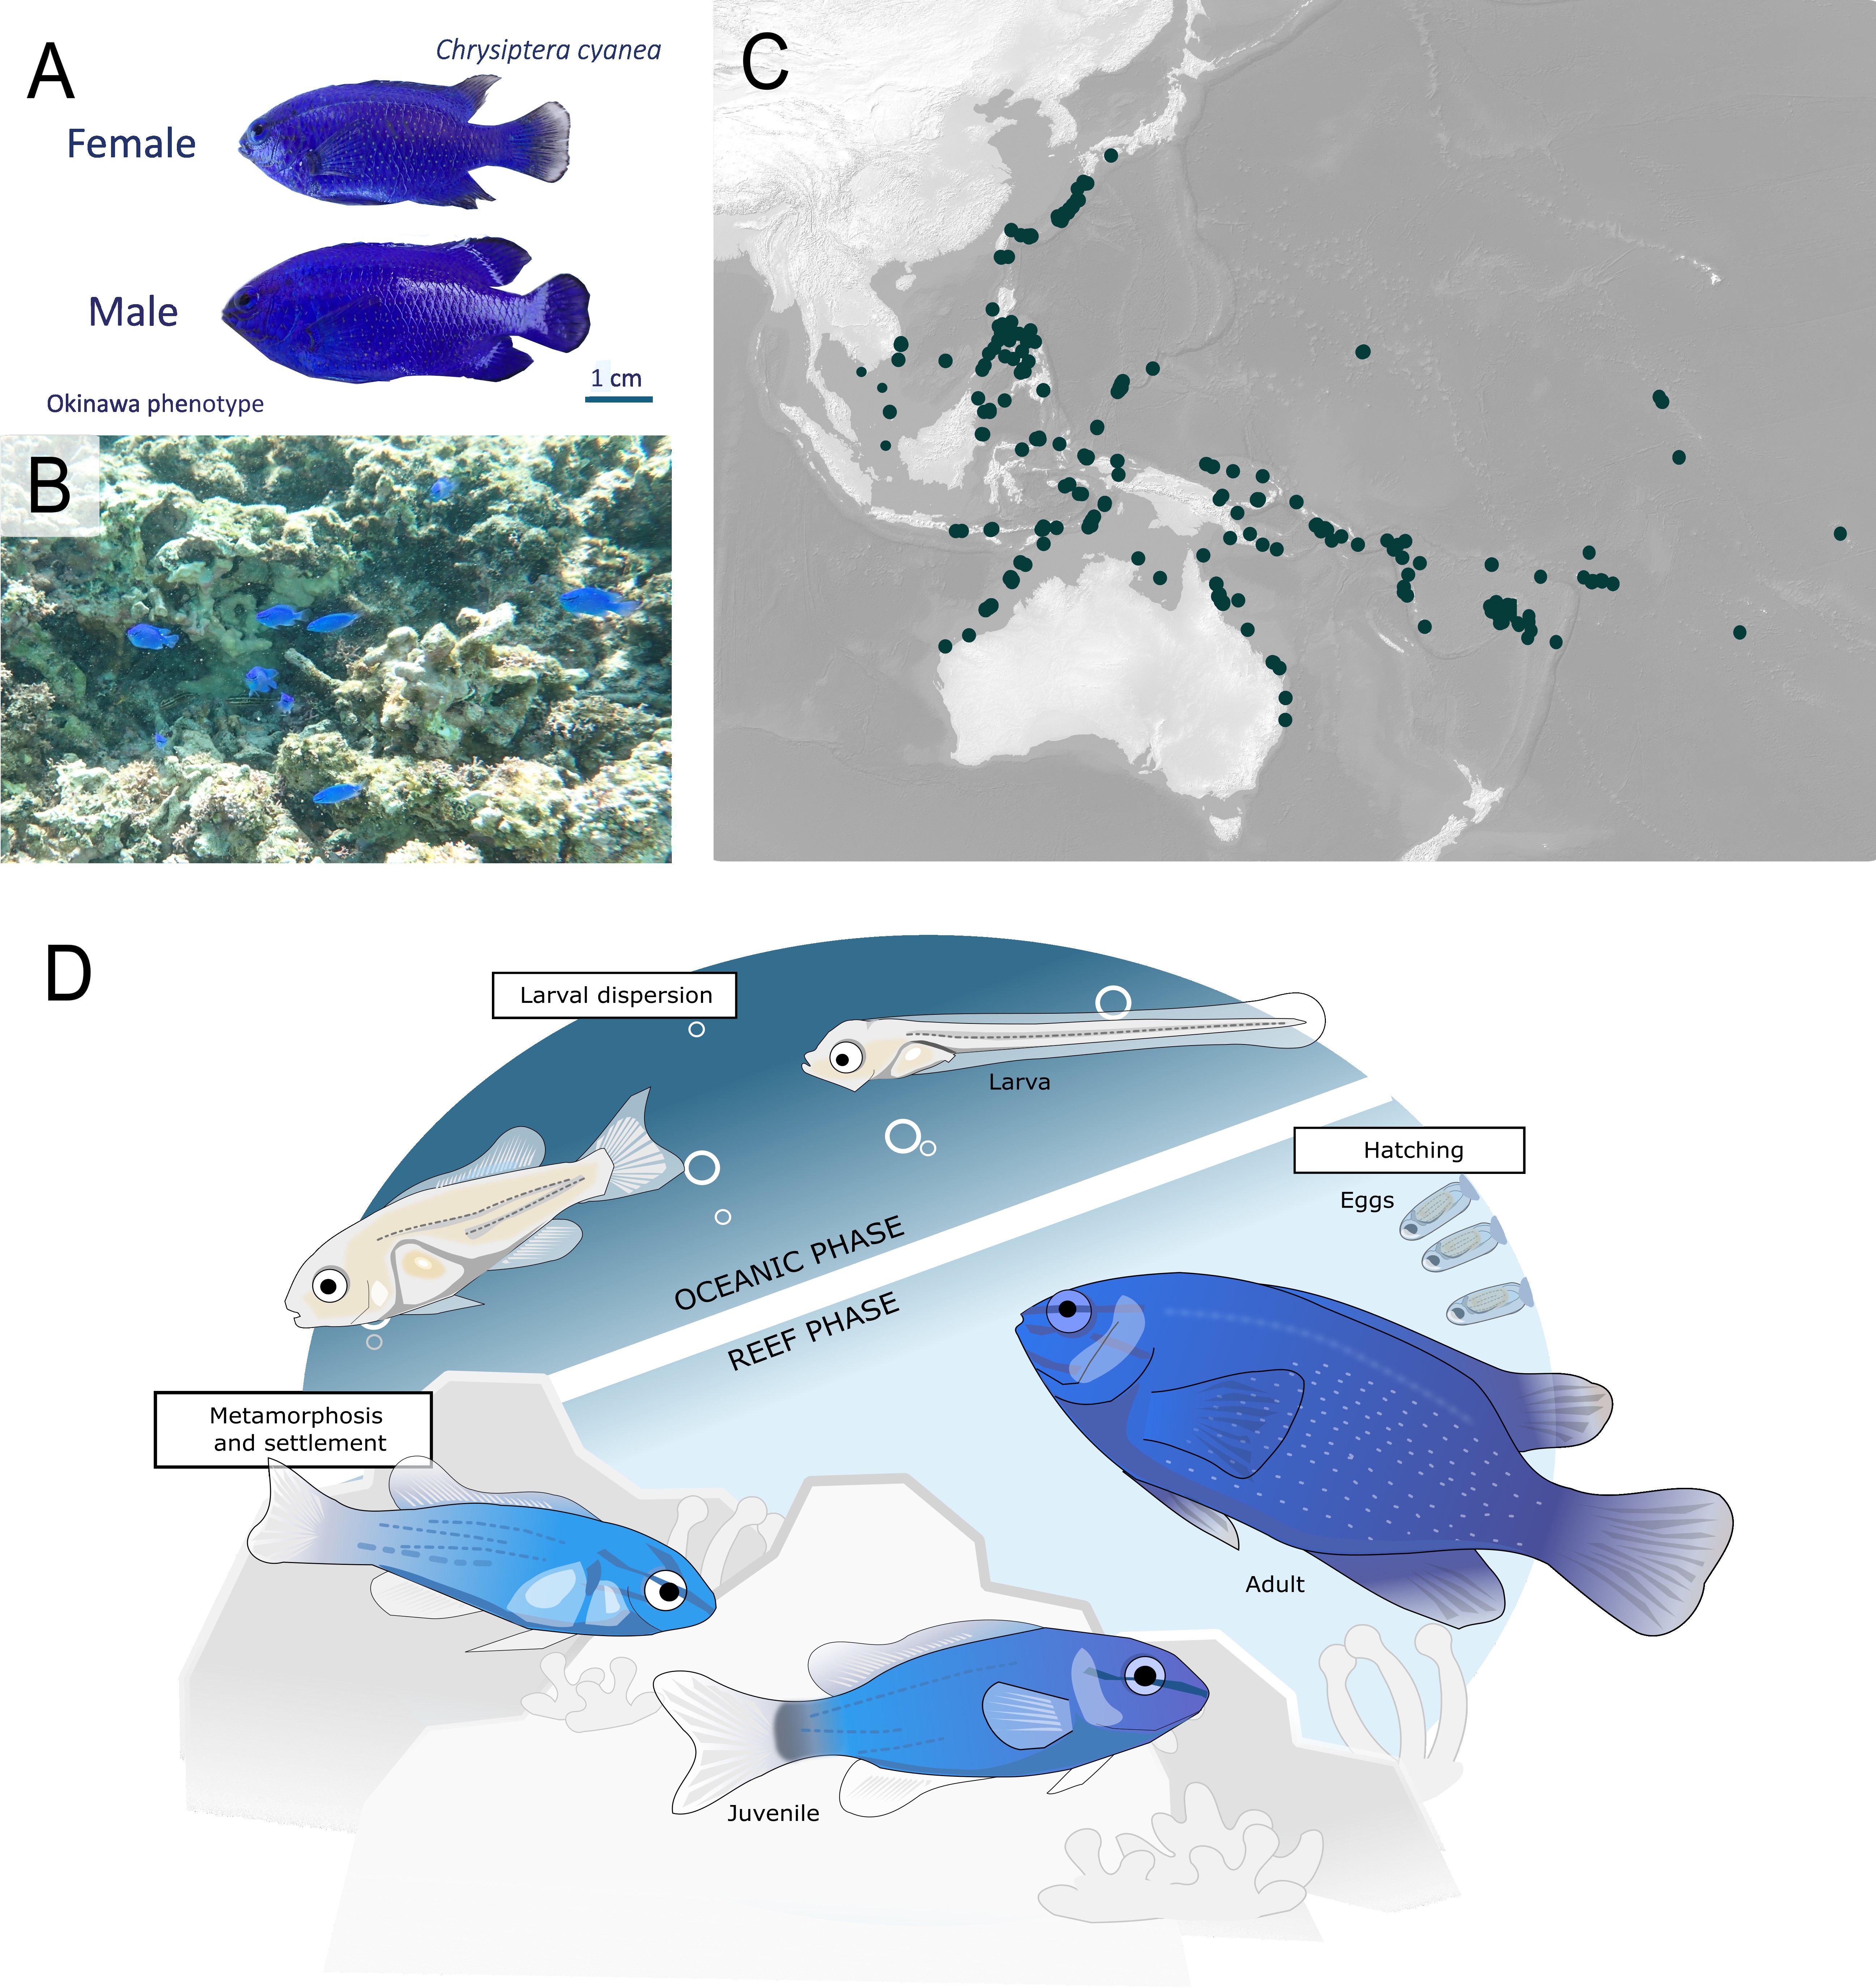 A
Chrysiptera cyanea
Female
Male
1 cm
Okinawa phenotype
B
C
D
Larval dispersion
Larva
Hatching
Eggs
OCEANIC PHASE
REEF PHASE
Metamorphosis
and settlement
Adult
Juvenile